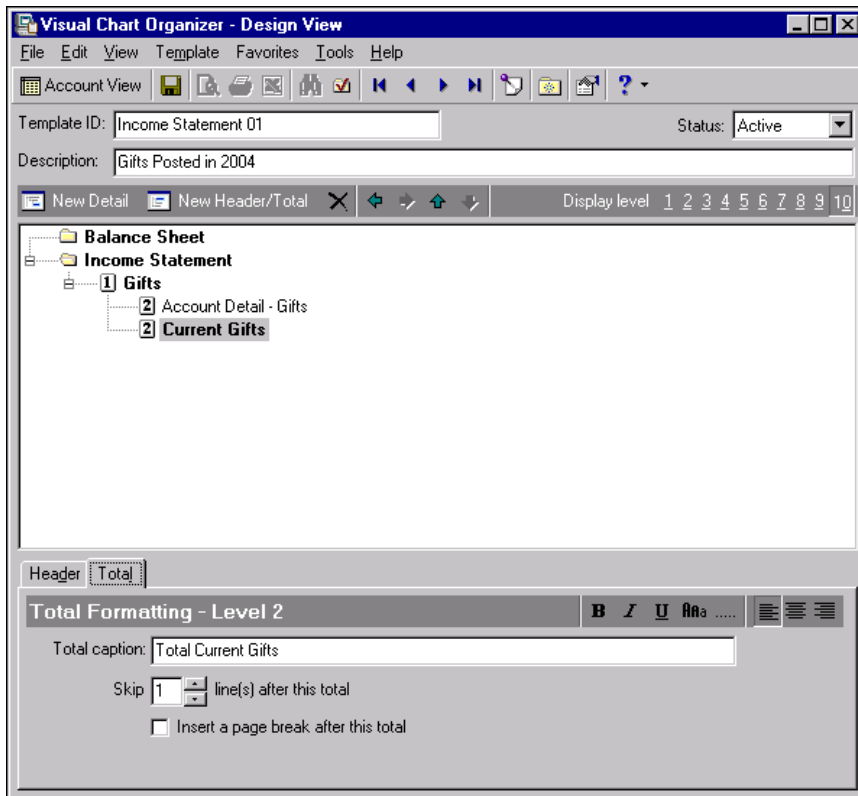 Visual Chart Organizer - Design View
File Edit View Template Favorites Tools Help
Account View
Template ID: Income Statement 01 Status: Active
Description: Gifts Posted in 2004
New Detail New Header/Total Display level 1 2 3 4 5 6 7 8 9 10
Balance Sheet
Income Statement
1 Gifts
2 Account Detail - Gifts
2 Current Gifts
Header Total
Total Formatting - Level 2 B I U AAa .....
Total caption: Total Current Gifts
Skip 1 line(s) after this total
Insert a page break after this total